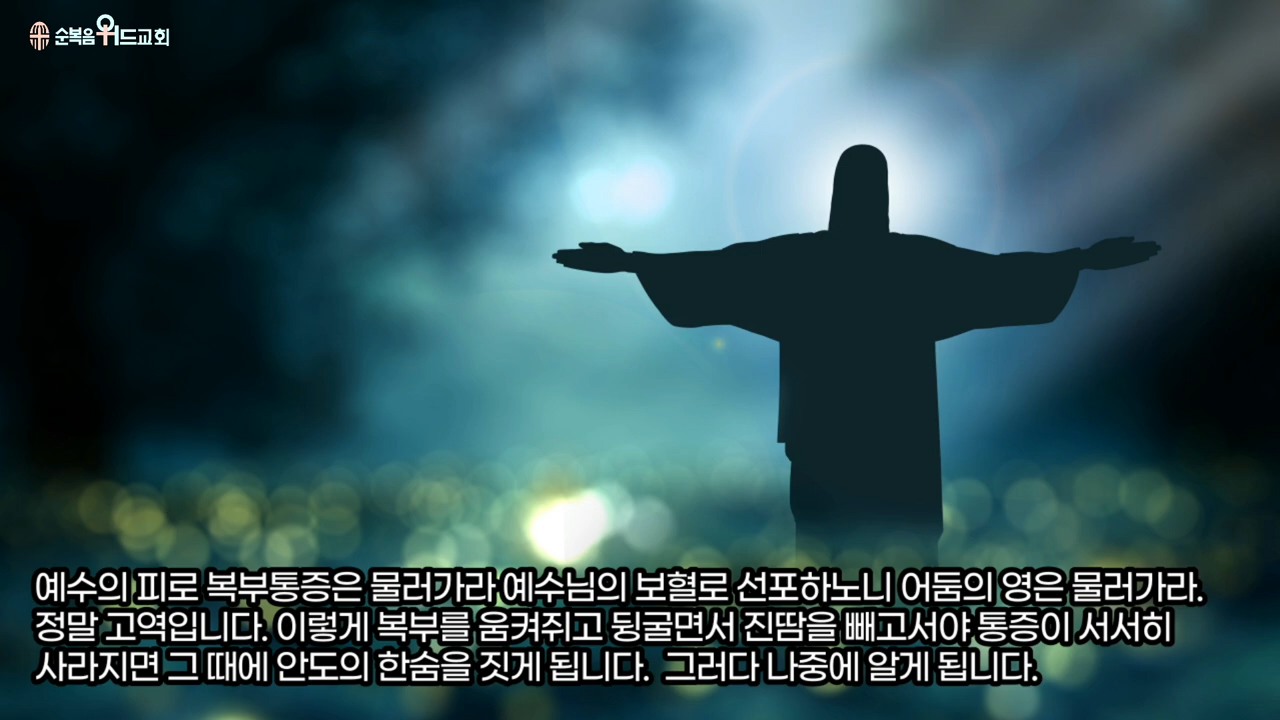 순복음워드교회
예수의 피로 복부통증은 물러가라 예수님의 보혈로 선포하노니 어둠의 영은 물러가라.
정말 고역입니다. 이렇게 복부를 움켜쥐고 뒹굴면서 진땀을 빼고서야 통증이 서서히
사라지면 그 때에 안도의 한숨을 짓게 됩니다. 그러다 나중에 알게 됩니다.